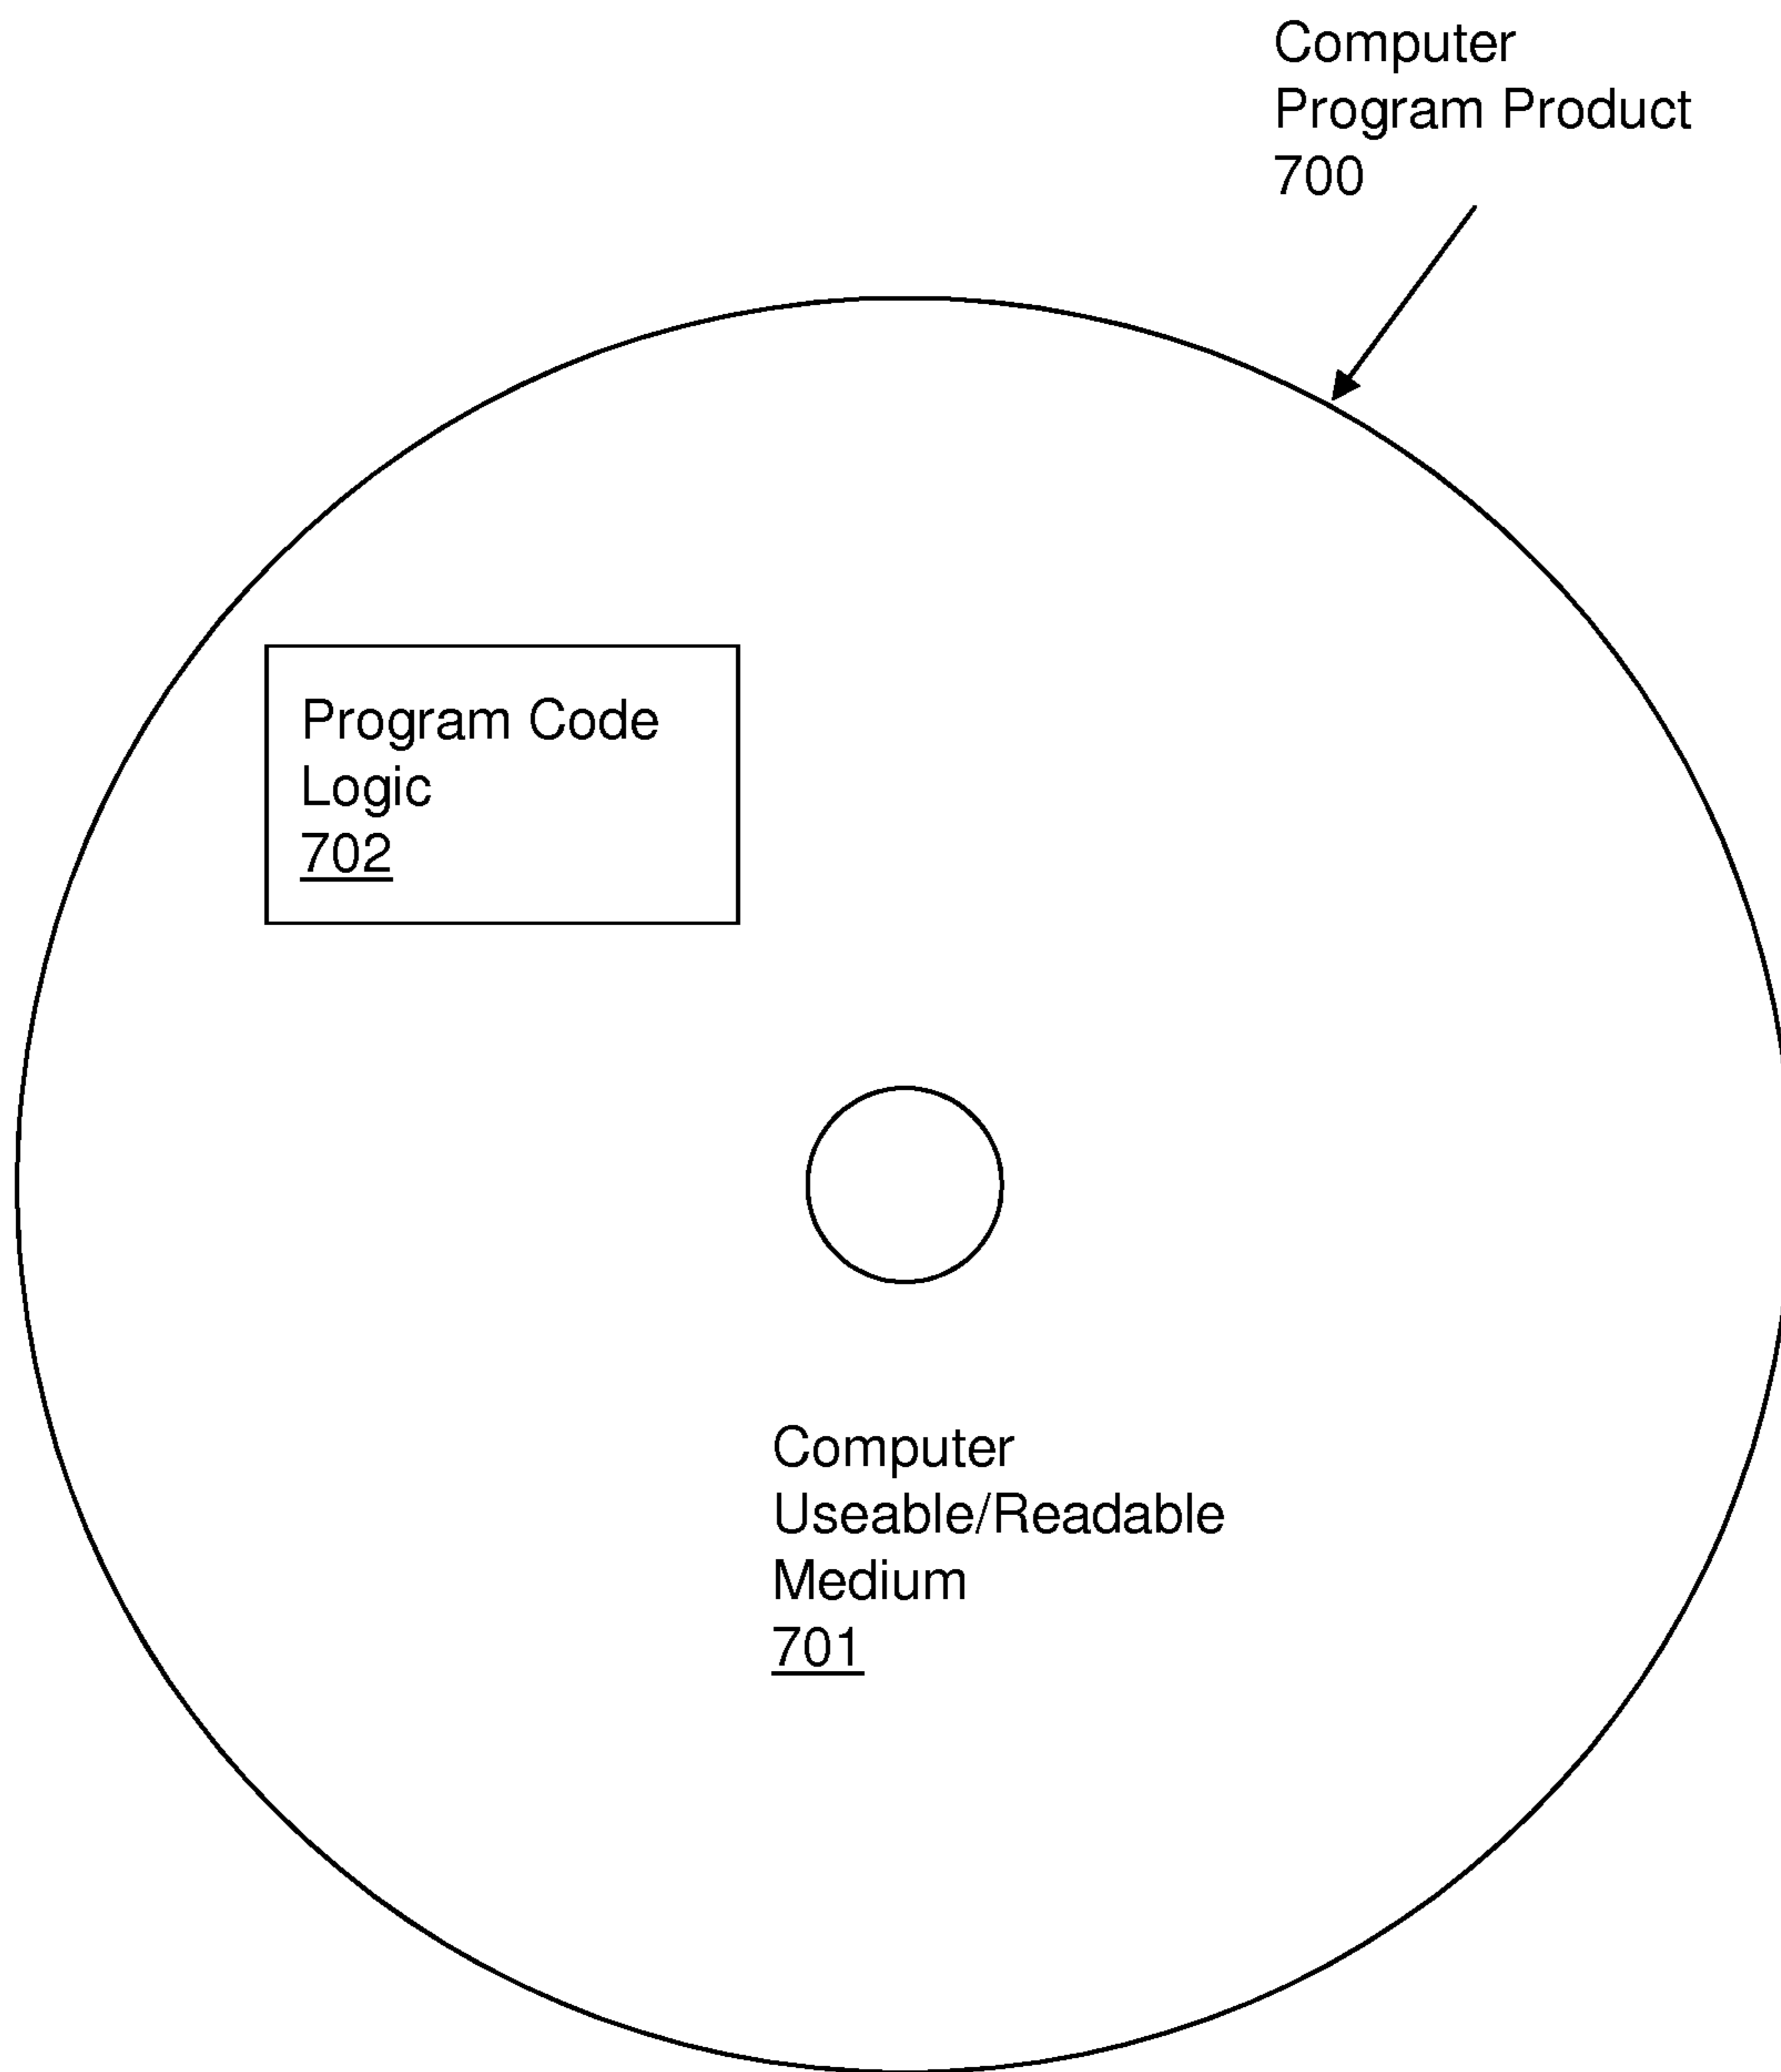 Computer
Program Product
700
Program Code
Logic
702
Computer
Useable/Readable
Medium
701